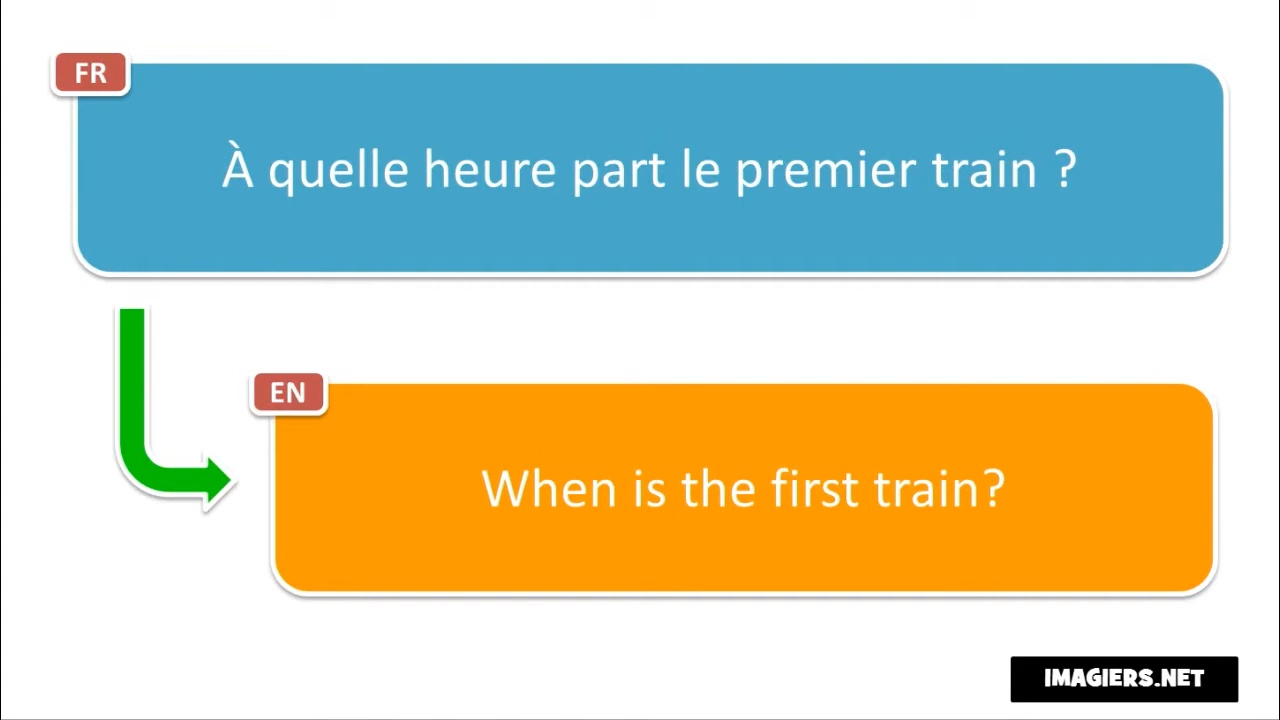 FR
À quelle heure part le premier train ?
EN
When is the first train?
IMAGIERS.NET